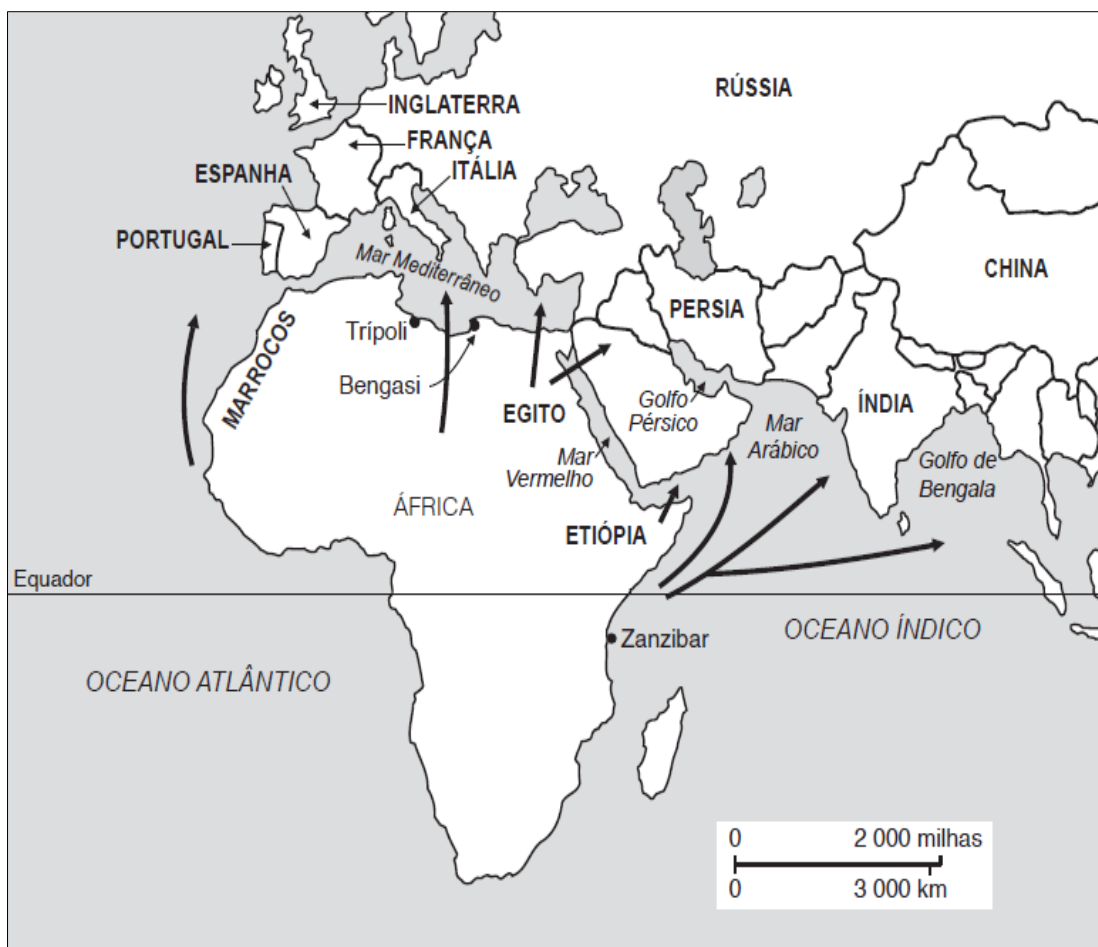 RÚSSIA
INGLATERRA
FRANÇA
ITÁLIA
ESPANHA
PORTUGAL
Mar Mediterrâneo
CHINA
PERSIA
MARROCOS
Trípoli
Bengasi
EGITO
Golfo
Pérsico
ÍNDIA
Mar
Arábico
Mar
Vermelho
Golfo de
Bengala
ÁFRICA
ETIÓPIA
Equador
Zanzibar
OCEANO ÍNDICO
OCEANO ATLÂNTICO
0 2 000 milhas
0 3 000 km